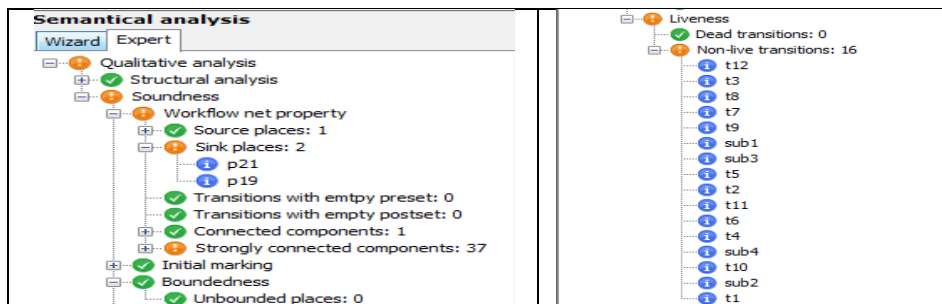 Semantical analysis
Wizard Expert
Qualitative analysis
Structural analysis
Soundness
Workflow net property
Source places: 1
Sink places: 2
p21
p19
Transitions with emtpy preset: 0
Transitions with empty postset: 0
Connected components: 1
Strongly connected components: 37
Initial marking
Boundedness
Unbounded places: 0
Liveness
Dead transitions: 0
Non-live transitions: 16
t12
t3
t8
t7
t9
sub1
sub3
t5
t2
t11
t6
t4
sub4
t10
sub2
t1